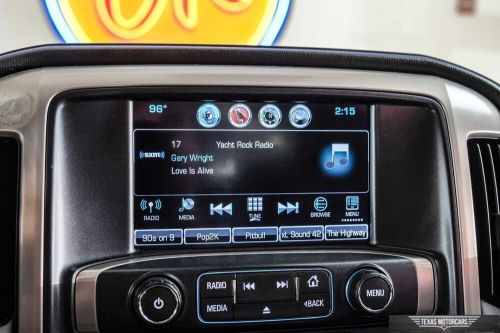 96°
2:15
17 Yacht Rock Radio
((sxm))
Gary Wright
Love Is Alive
RADIO MEDIA TUNE BROWSE MENU
90s on 9 Pop2K Pitbull xL Sound 42 The Highway
RADIO
MEDIA
BACK
MENU
TEXAS MOTORCARS